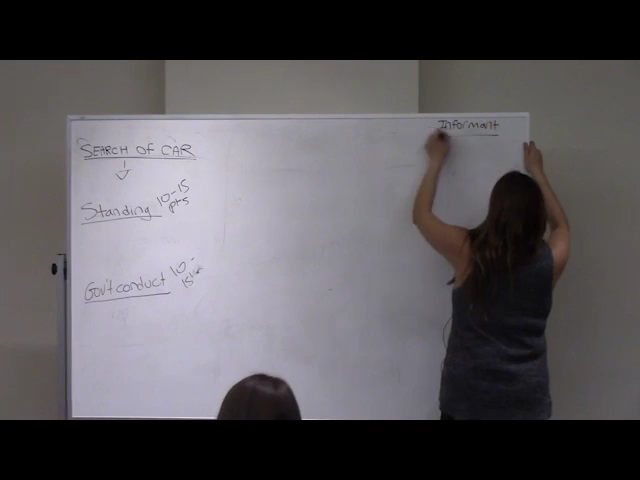 SEARCH OF CAR
Standing 10-15
pts
Gov't conduct 10-
15
Informant